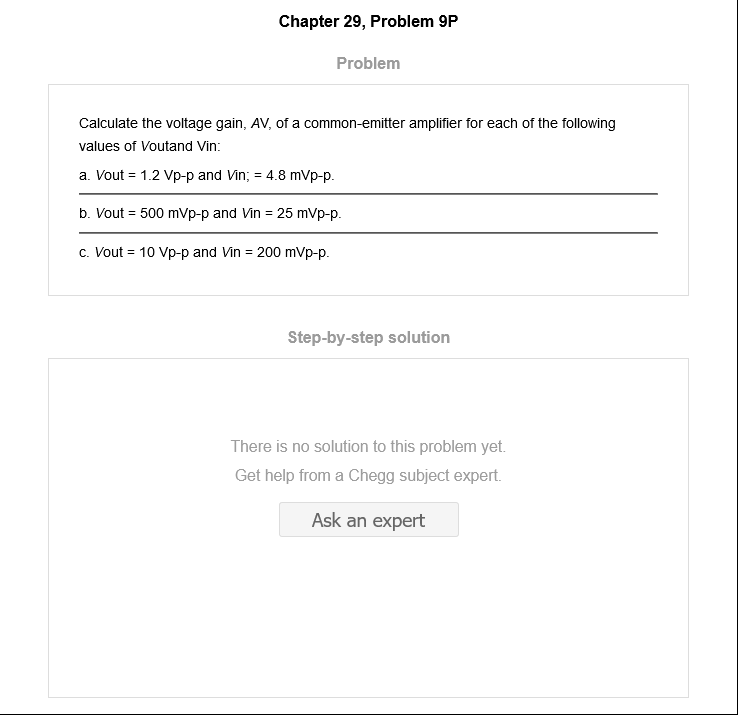 Chapter 29, Problem 9P
Problem
Calculate the voltage gain, AV, of a common-emitter amplifier for each of the following
values of Voutand Vin:
a. Vout = 1.2 Vp-p and Vin; = 4.8 mVp-p.
b. Vout = 500 mVp-p and Vin = 25 mVp-p.
c. Vout = 10 Vp-p and Vin = 200 mVp-p.
Step-by-step solution
There is no solution to this problem yet.
Get help from a Chegg subject expert.
Ask an expert